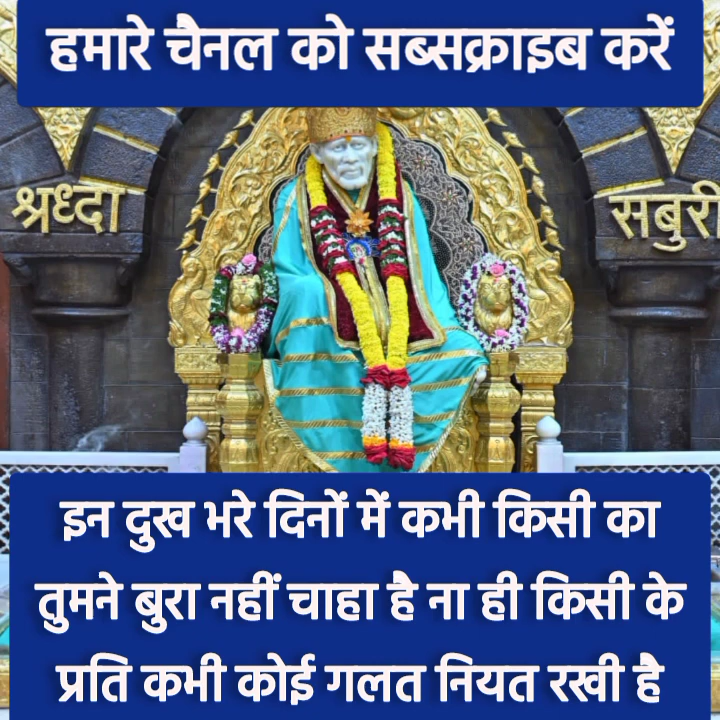 हमारे चैनल को सब्सक्राइब करें
श्रध्दा
सबुरी
इन दुख भरे दिनों में कभी किसी का
तुमने बुरा नहीं चाहा है ना ही किसी के
प्रति कभी कोई गलत नियत रखी है